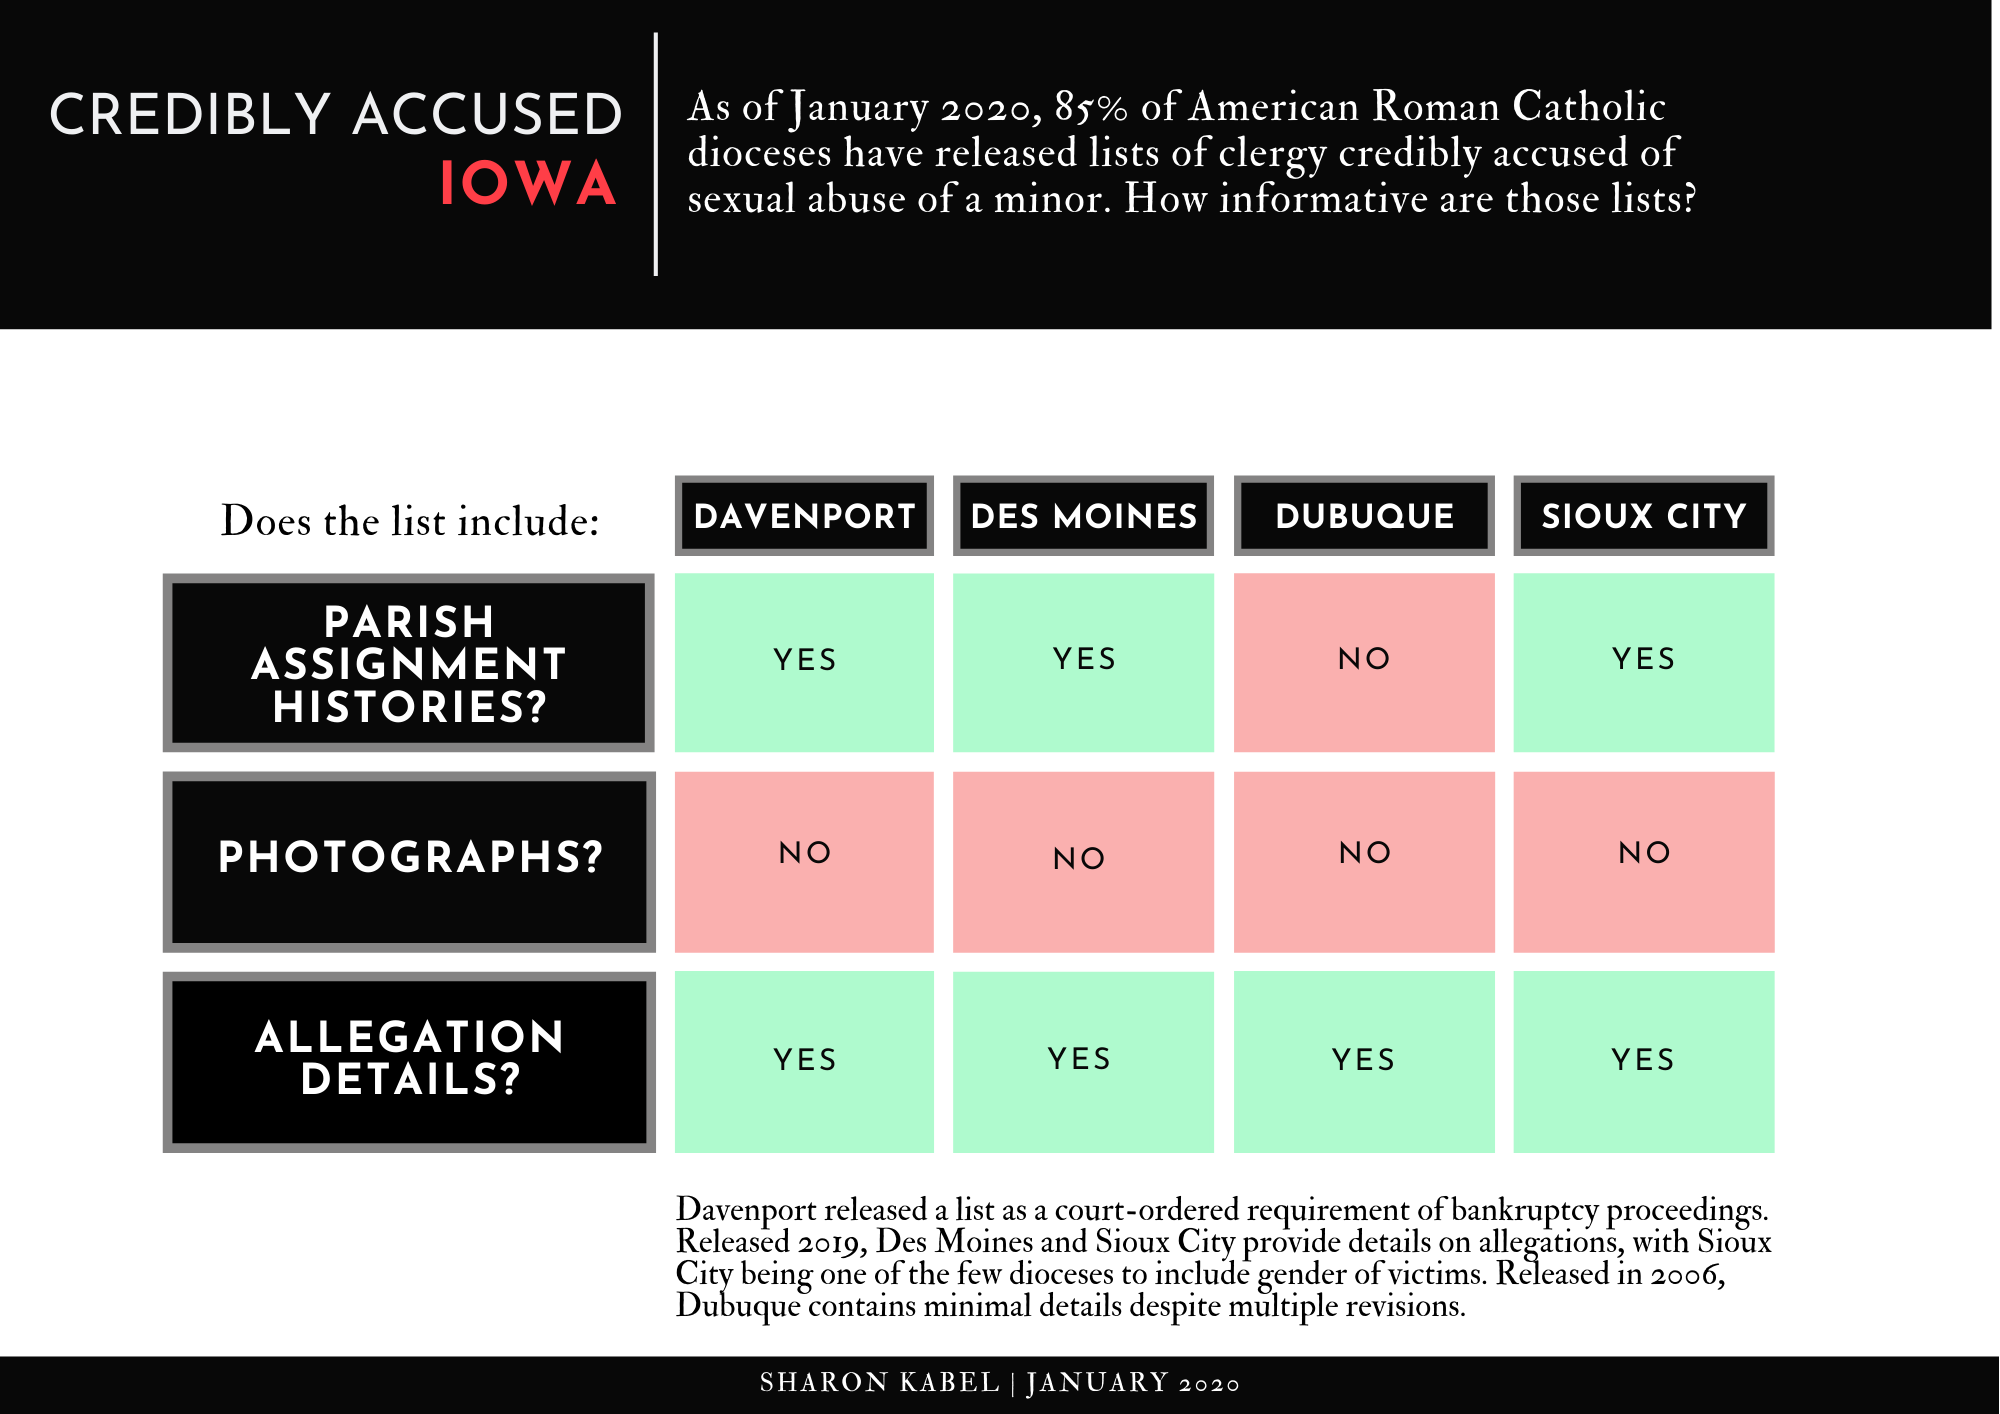 CREDIBLY ACCUSED
IOWA
As of January 2020, 85% of American Roman Catholic
dioceses have released lists of clergy credibly accused of
sexual abuse of a minor. How informative are those lists?
Does the list include:
DAVENPORT
DES MOINES
DUBUQUE
SIOUX CITY
PARISH
ASSIGNMENT
HISTORIES?
YES
YES
NO
YES
PHOTOGRAPHS?
NO
NO
NO
NO
ALLEGATION
DETAILS?
YES
YES
YES
YES
Davenport released a list as a court-ordered requirement of bankruptcy proceedings.
Released 2019, Des Moines and Sioux City provide details on allegations, with Sioux
City being one of the few dioceses to include gender of victims. Released in 2006,
Dubuque contains minimal details despite multiple revisions.
SHARON KABEL | JANUARY 2020